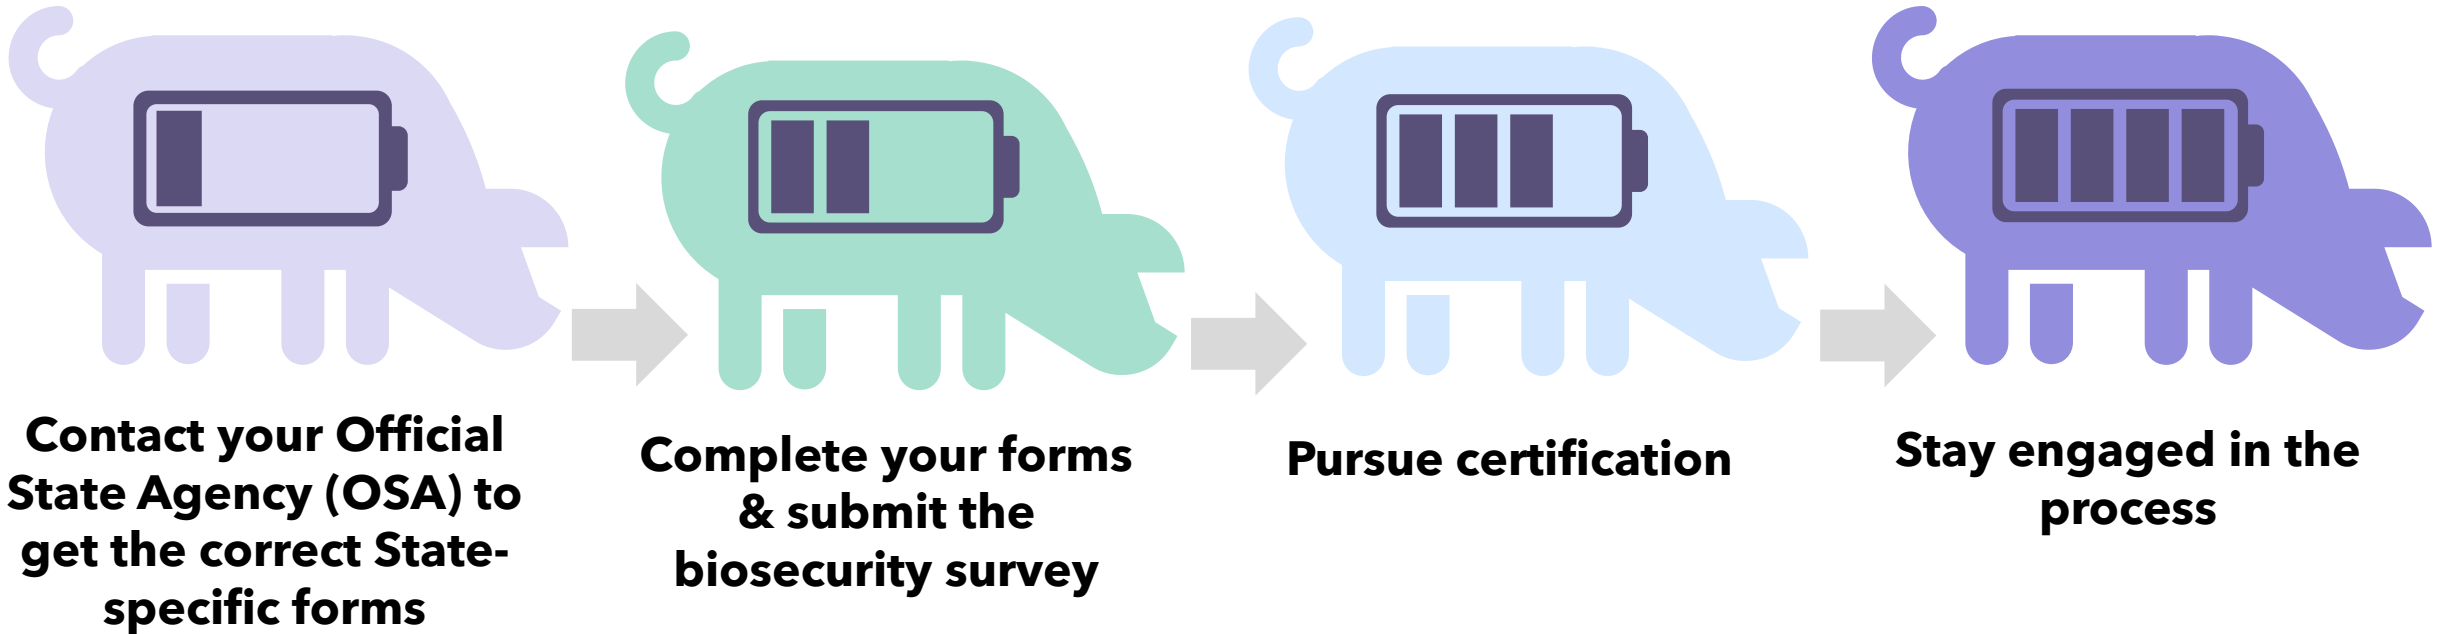 Contact your Official
State Agency (OSA) to
get the correct State-
specific forms
Complete your forms
& submit the
biosecurity survey
Pursue certification
Stay engaged in the
process